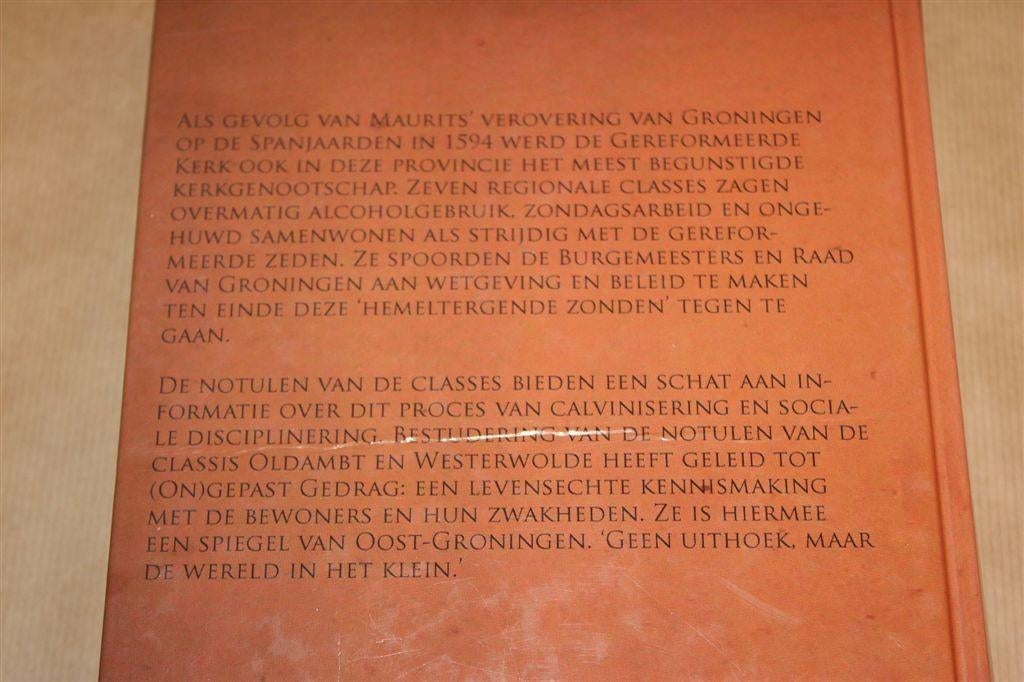 Als gevolg van Maurits' verovering van Groningen
op de Spanjaarden in 1594 werd de Gereformeerde
Kerk ook in deze provincie het meest begunstigde
kerkgenootschap. Zeven regionale classes zagen
overmatig alcoholgebruik, zondagsarbeid en onge-
huwd samenwonen als strijdig met de gerefor-
meerde zeden. Ze spoorden de Burgemeesters en Raad
van Groningen aan wetgeving en beleid te maken
ten einde deze 'hemeltergende zonden' tegen te
gaan.

De notulen van de classes bieden een schat aan in-
formatie over dit proces van calvinisering en socia-
le disciplinering. Bestudering van de notulen van de
classis Oldambt en Westerwolde heeft geleid tot
(On)gepast Gedrag: een levensechte kennismaking
met de bewoners en hun zwakheden. Ze is hiermee
een spiegel van Oost-Groningen. 'Geen uithoek, maar
de wereld in het klein.'